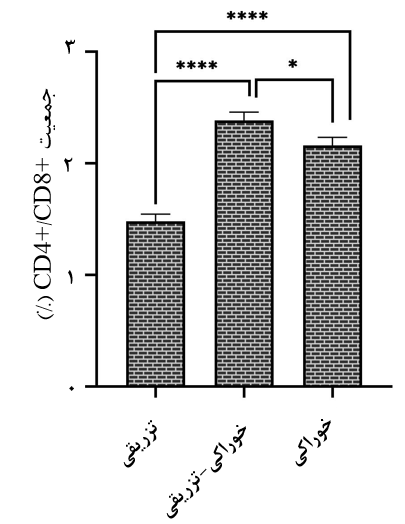 ****
**** *
جمعیت CD4+/CD8+ (٪)
۳
۲
۱
۰
تزریقی
خوراکی-تزریقی
خوراکی